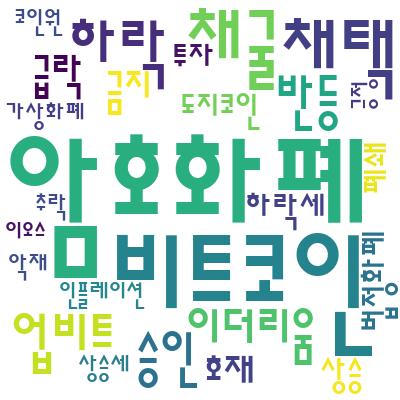 코인원
하락
채굴
채택
급락
투자
금지
반등
규정
가상화폐
도지코인
암호화폐
폐쇄
추락
하락세
이오스
비트코인
법정화폐
악재
인플레이션
업비트
이더리움
승인
호재
상승세
상승